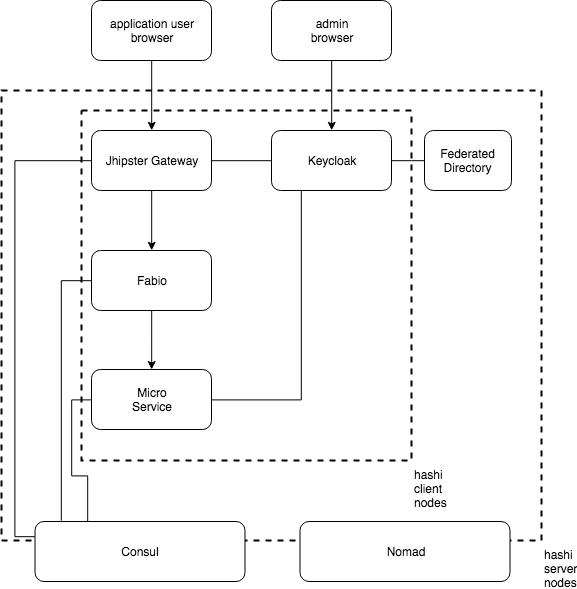 application user
browser
admin
browser
Jhipster Gateway
Keycloak
Federated
Directory
Fabio
Micro
Service
hashi
client
nodes
Consul
Nomad
hashi
server
nodes